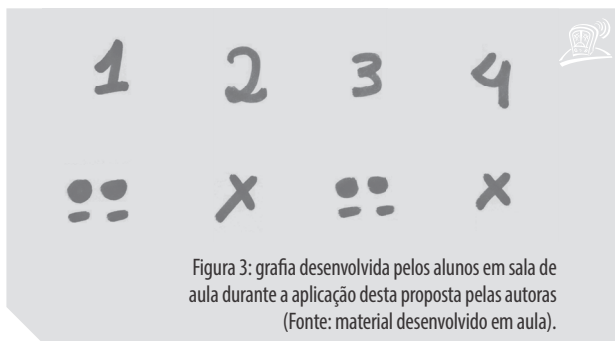 1 2 3 4
X X
Figura 3: grafia desenvolvida pelos alunos em sala de
aula durante a aplicação desta proposta pelas autoras
(Fonte: material desenvolvido em aula).